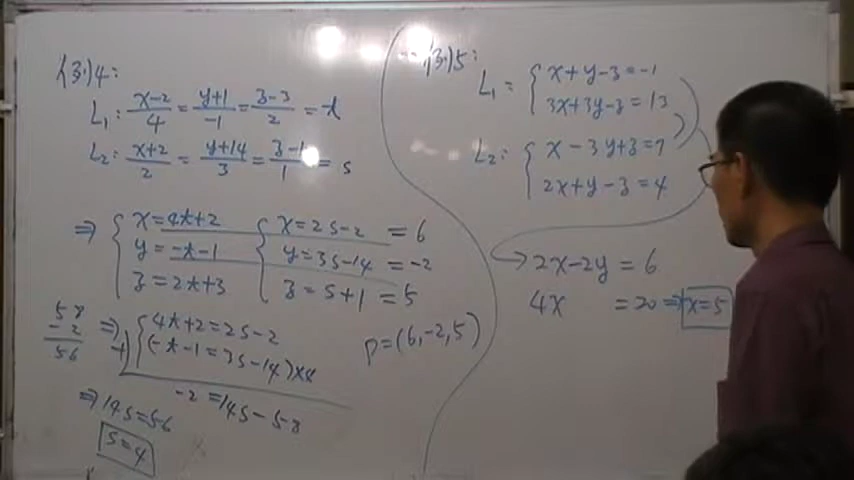 (3.)4:
L₁: (x-2)/4 = (y+1)/-1 = (z-3)/2 = t
L₂: (x+2)/2 = (y+14)/3 = (z-1)/1 = s
⇒ { x=4t+2 { x=2s-2 = 6
y=-t-1 y=3s-14 = -2
z=2t+3 z=s+1 = 5
58
-2
56
⇒ { 4t+2=2s-2
+) (-t-1=3s-14)×4
-2=14s-58
⇒ 14s=56
s=4
P=(6,-2,5)
(3.)5:
L₁= { x+y-z=-1
3x+3y-z=13
L₂: { x-3y+z=7
2x+y-z=4
→ 2x-2y=6
4x =20 ⇒ x=5